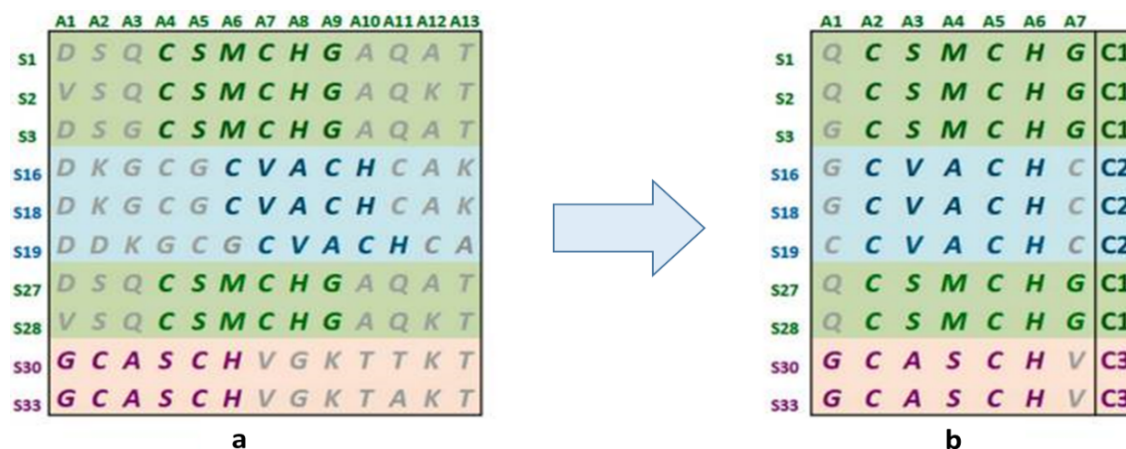 A1 A2 A3 A4 A5 A6 A7 A8 A9 A10 A11 A12 A13
S1 D S Q C S M C H G A Q A T
S2 V S Q C S M C H G A Q K T
S3 D S G C S M C H G A Q A T
S16 D K G C G C V A C H C A K
S18 D K G C G C V A C H C A K
S19 D D K G C G C V A C H C A
S27 D S Q C S M C H G A Q A T
S28 V S Q C S M C H G A Q K T
S30 G C A S C H V G K T T K T
S33 G C A S C H V G K T A K T
a
A1 A2 A3 A4 A5 A6 A7
S1 Q C S M C H G C1
S2 Q C S M C H G C1
S3 G C S M C H G C1
S16 G C V A C H C C2
S18 G C V A C H C C2
S19 C C V A C H C C2
S27 Q C S M C H G C1
S28 Q C S M C H G C1
S30 G C A S C H V C3
S33 G C A S C H V C3
b